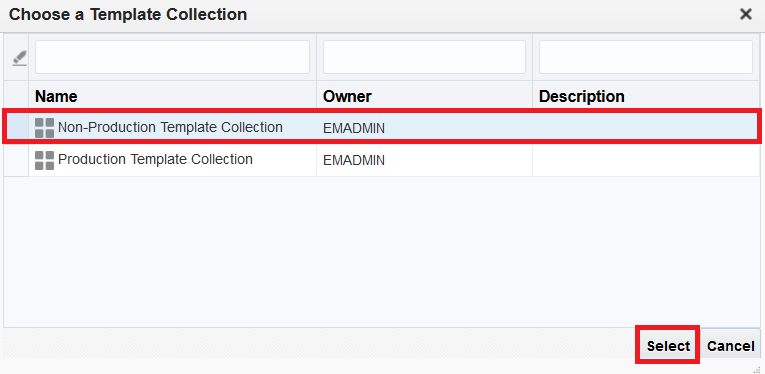 Choose a Template Collection
Name Owner Description
Non-Production Template Collection EMADMIN
Production Template Collection EMADMIN
Select Cancel